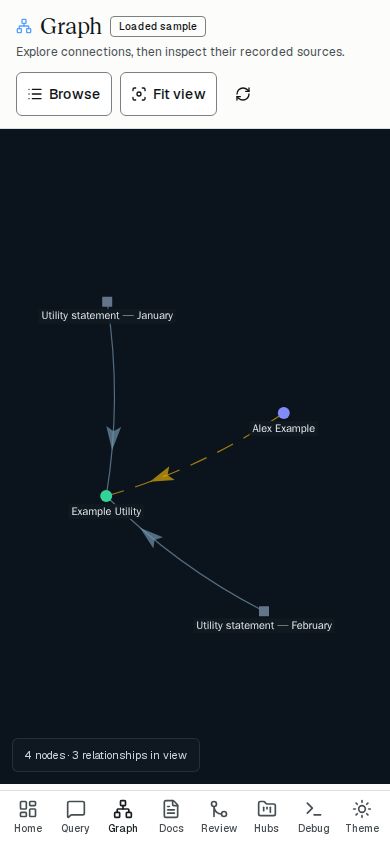 Graph
Loaded sample
Explore connections, then inspect their recorded sources.
Browse
Fit view
Utility statement — January
Alex Example
Example Utility
Utility statement — February
4 nodes · 3 relationships in view
Home
Query
Graph
Docs
Review
Hubs
Debug
Theme